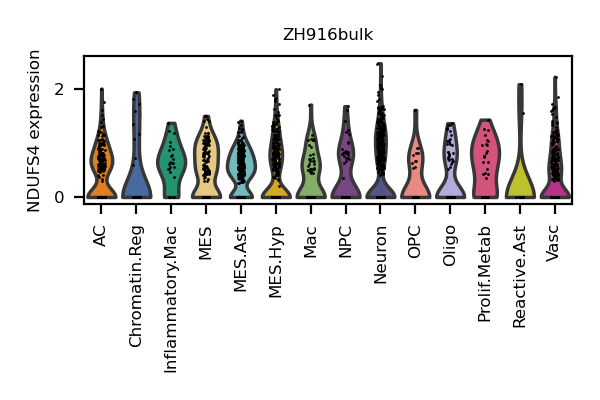 ZH916bulk
NDUFS4 expression
2
0
AC
Chromatin.Reg
Inflammatory.Mac
MES
MES.Ast
MES.Hyp
Mac
NPC
Neuron
OPC
Oligo
Prolif.Metab
Reactive.Ast
Vasc